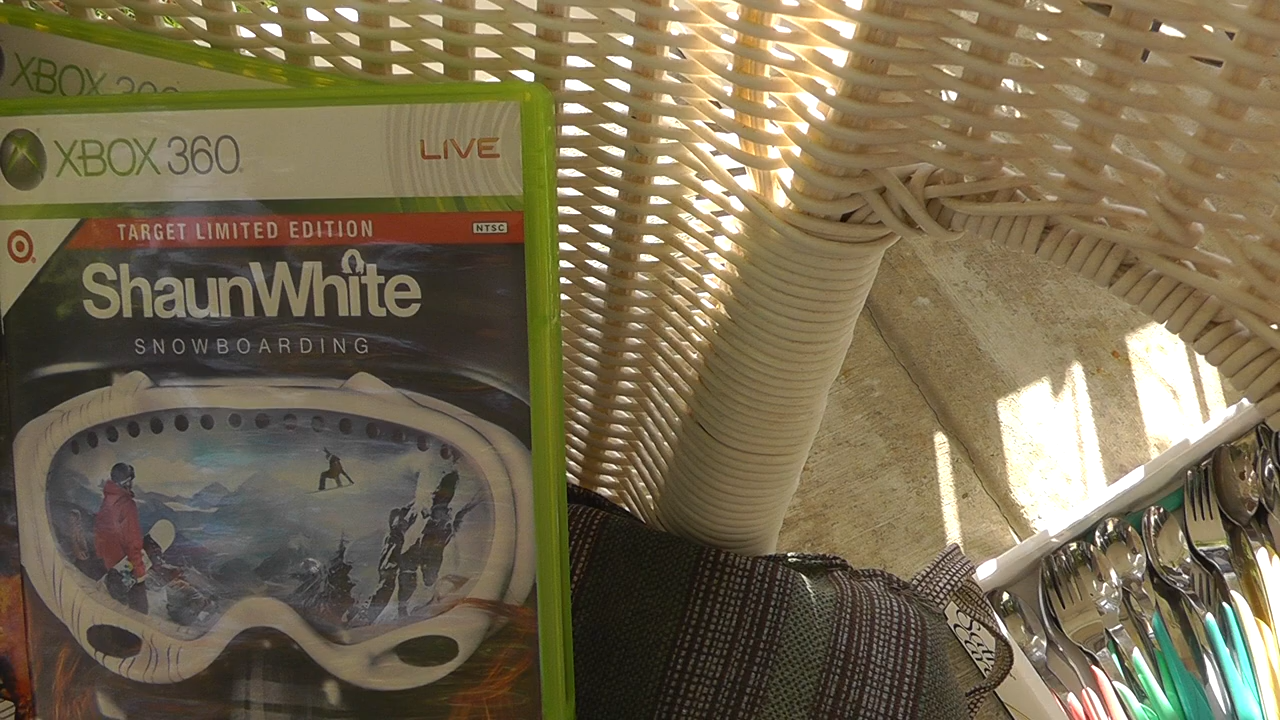 XBOX 360
XBOX 360
LIVE
TARGET LIMITED EDITION
NTSC
ShaunWhite
SNOWBOARDING